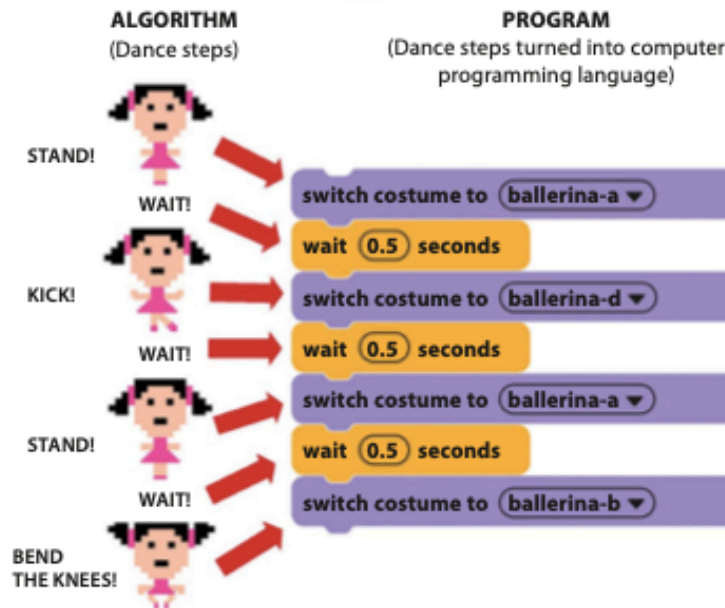 ALGORITHM
(Dance steps)
PROGRAM
(Dance steps turned into computer
programming language)
STAND!
WAIT!
KICK!
WAIT!
STAND!
WAIT!
BEND
THE KNEES!
switch costume to ballerina-a
wait 0.5 seconds
switch costume to ballerina-d
wait 0.5 seconds
switch costume to ballerina-a
wait 0.5 seconds
switch costume to ballerina-b